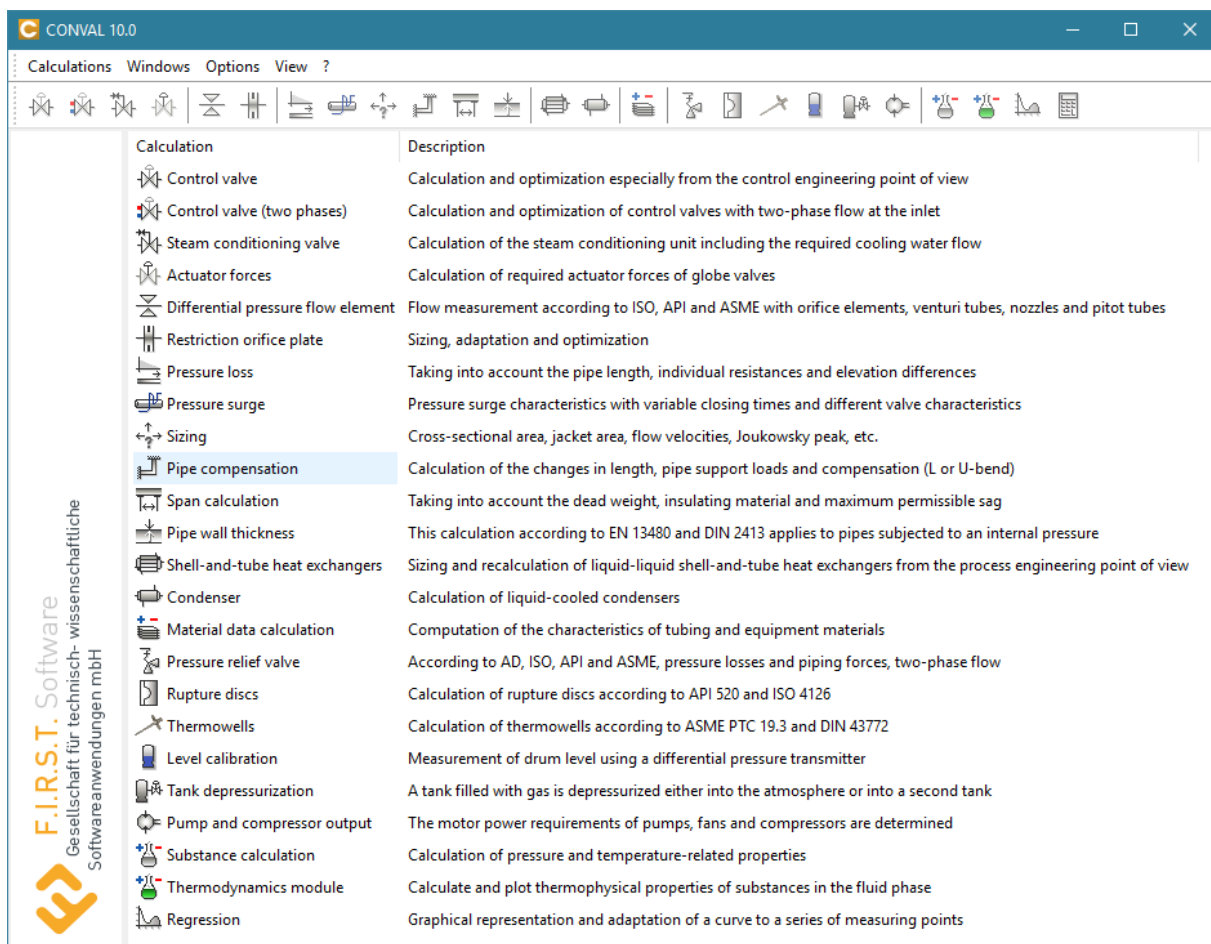 CONVAL 10.0
Calculations Windows Options View ?
Calculation Description
Control valve Calculation and optimization especially from the control engineering point of view
Control valve (two phases) Calculation and optimization of control valves with two-phase flow at the inlet
Steam conditioning valve Calculation of the steam conditioning unit including the required cooling water flow
Actuator forces Calculation of required actuator forces of globe valves
Differential pressure flow element Flow measurement according to ISO, API and ASME with orifice elements, venturi tubes, nozzles and pitot tubes
Restriction orifice plate Sizing, adaptation and optimization
Pressure loss Taking into account the pipe length, individual resistances and elevation differences
Pressure surge Pressure surge characteristics with variable closing times and different valve characteristics
Sizing Cross-sectional area, jacket area, flow velocities, Joukowsky peak, etc.
Pipe compensation Calculation of the changes in length, pipe support loads and compensation (L or U-bend)
Span calculation Taking into account the dead weight, insulating material and maximum permissible sag
Pipe wall thickness This calculation according to EN 13480 and DIN 2413 applies to pipes subjected to an internal pressure
Shell-and-tube heat exchangers Sizing and recalculation of liquid-liquid shell-and-tube heat exchangers from the process engineering point of view
Condenser Calculation of liquid-cooled condensers
Material data calculation Computation of the characteristics of tubing and equipment materials
Pressure relief valve According to AD, ISO, API and ASME, pressure losses and piping forces, two-phase flow
Rupture discs Calculation of rupture discs according to API 520 and ISO 4126
Thermowells Calculation of thermowells according to ASME PTC 19.3 and DIN 43772
Level calibration Measurement of drum level using a differential pressure transmitter
Tank depressurization A tank filled with gas is depressurized either into the atmosphere or into a second tank
Pump and compressor output The motor power requirements of pumps, fans and compressors are determined
Substance calculation Calculation of pressure and temperature-related properties
Thermodynamics module Calculate and plot thermophysical properties of substances in the fluid phase
Regression Graphical representation and adaptation of a curve to a series of measuring points
F.I.R.S.T. Software
Gesellschaft für technisch- wissenschaftliche
Softwareanwendungen mbH